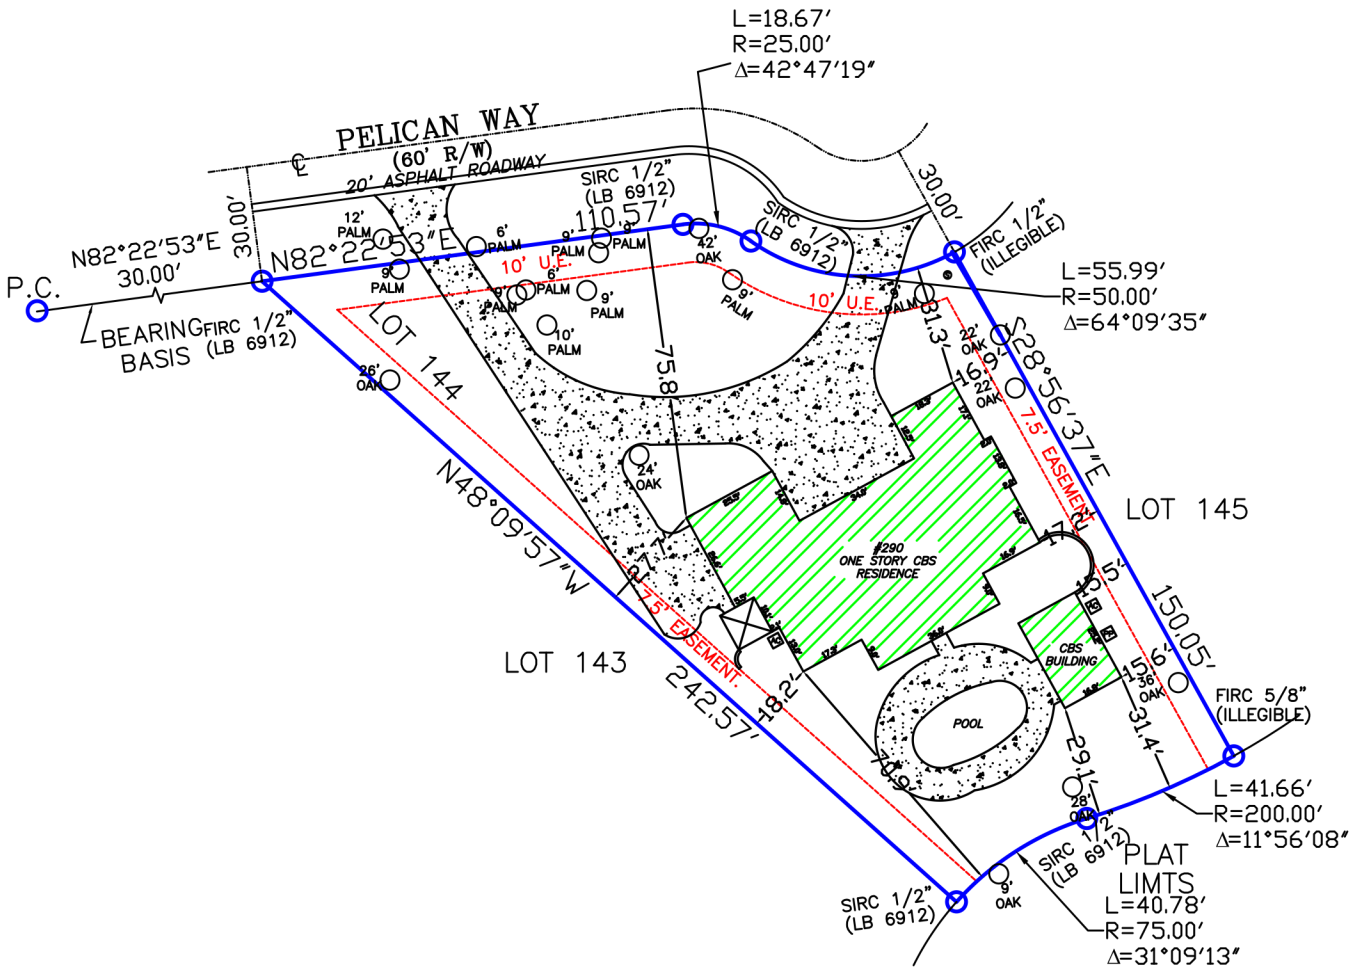 L=18.67'
R=25.00'
Δ=42°47'19"
PELICAN WAY
(60' R/W)
20' ASPHALT ROADWAY
℄
30.00'
30.00'
SIRC 1/2"
(LB 6912)
110.57'
SIRC 1/2"
(LB 6912)
FIRC 1/2"
(ILLEGIBLE)
N82°22'53"E
30.00'
P.C.
BEARING
BASIS
FIRC 1/2"
(LB 6912)
N82°22'53"E
12'
PALM
9'
PALM
6'
PALM
9'
PALM
9'
PALM
42'
OAK
10' U.E.
10' U.E.
9'
PALM
6'
PALM
9'
PALM
10'
PALM
9'
PALM
PALM
L=55.99'
R=50.00'
Δ=64°09'35"
LOT 144
26'
OAK
75.8'
31.3'
16.9'
22'
OAK
22'
OAK
S28°56'37"E
7.5' EASEMENT
LOT 145
24'
OAK
N48°09'57"W
7.5' EASEMENT.
LOT 143
242.57'
#290
ONE STORY CBS
RESIDENCE
17.2'
15.6'
150.05'
CBS
BUILDING
36'
OAK
18.2'
POOL
70.9'
29.1'
31.4'
28'
OAK
FIRC 5/8"
(ILLEGIBLE)
L=41.66'
R=200.00'
Δ=11°56'08"
SIRC 1/2"
(LB 6912)
PLAT
LIMTS
L=40.78'
R=75.00'
Δ=31°09'13"
9'
OAK
SIRC 1/2"
(LB 6912)